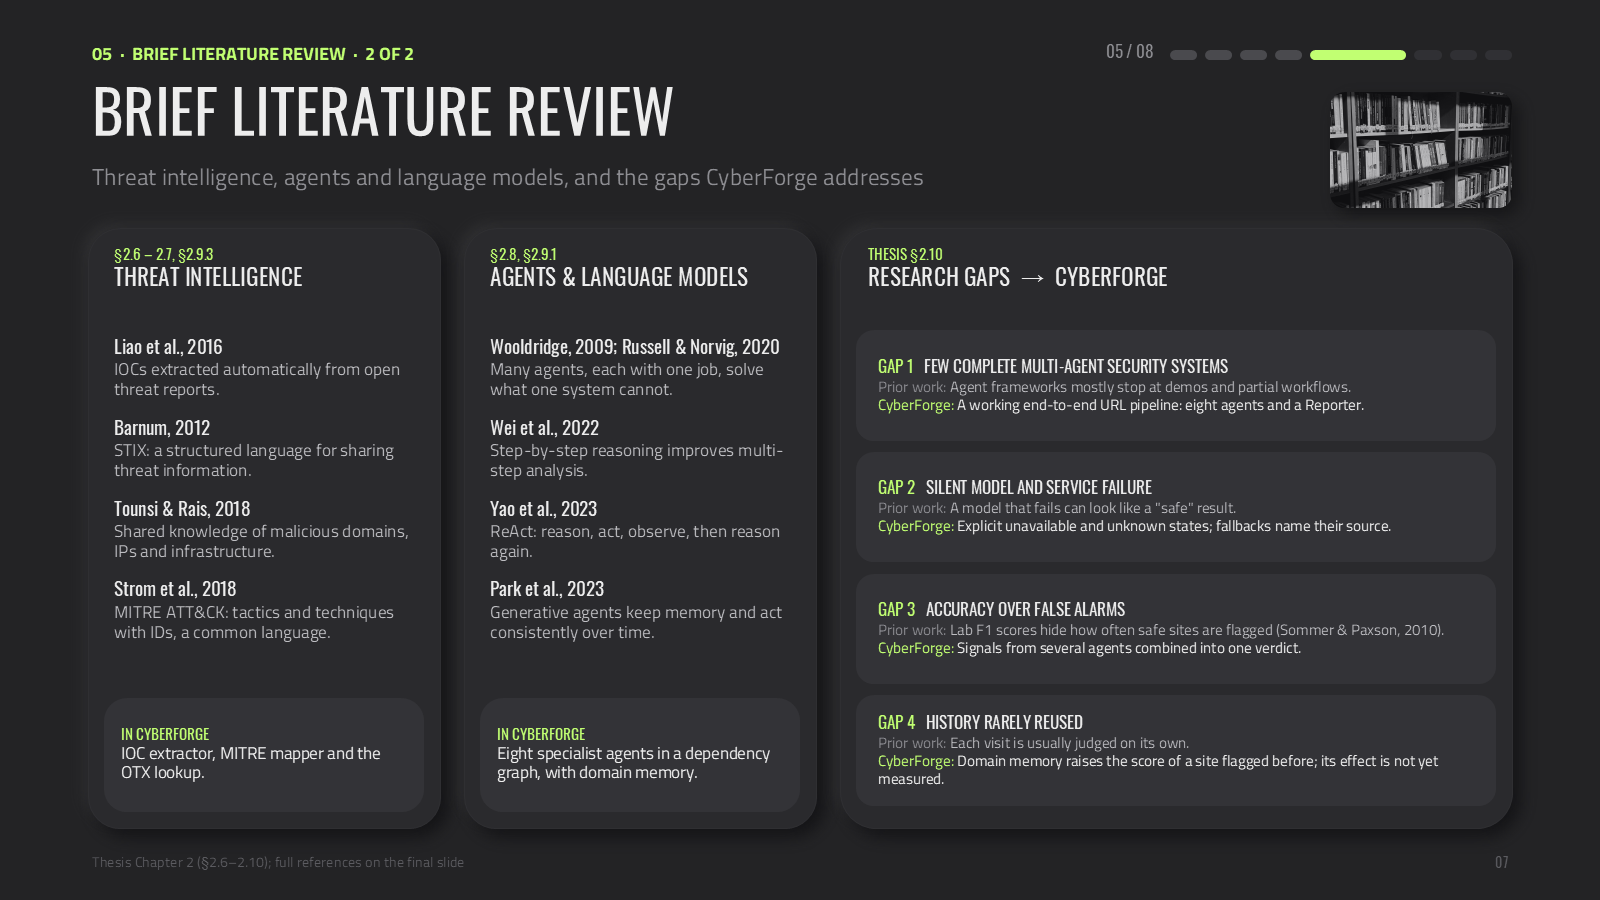 05 · BRIEF LITERATURE REVIEW · 2 OF 2
05 / 08
BRIEF LITERATURE REVIEW
Threat intelligence, agents and language models, and the gaps CyberForge addresses
§2.6 – 2.7, §2.9.3
THREAT INTELLIGENCE
Liao et al., 2016
IOCs extracted automatically from open
threat reports.
Barnum, 2012
STIX: a structured language for sharing
threat information.
Tounsi & Rais, 2018
Shared knowledge of malicious domains,
IPs and infrastructure.
Strom et al., 2018
MITRE ATT&CK: tactics and techniques
with IDs, a common language.
IN CYBERFORGE
IOC extractor, MITRE mapper and the
OTX lookup.
§2.8, §2.9.1
AGENTS & LANGUAGE MODELS
Wooldridge, 2009; Russell & Norvig, 2020
Many agents, each with one job, solve
what one system cannot.
Wei et al., 2022
Step-by-step reasoning improves multi-
step analysis.
Yao et al., 2023
ReAct: reason, act, observe, then reason
again.
Park et al., 2023
Generative agents keep memory and act
consistently over time.
IN CYBERFORGE
Eight specialist agents in a dependency
graph, with domain memory.
THESIS §2.10
RESEARCH GAPS → CYBERFORGE
GAP 1 FEW COMPLETE MULTI-AGENT SECURITY SYSTEMS
Prior work: Agent frameworks mostly stop at demos and partial workflows.
CyberForge: A working end-to-end URL pipeline: eight agents and a Reporter.
GAP 2 SILENT MODEL AND SERVICE FAILURE
Prior work: A model that fails can look like a "safe" result.
CyberForge: Explicit unavailable and unknown states; fallbacks name their source.
GAP 3 ACCURACY OVER FALSE ALARMS
Prior work: Lab F1 scores hide how often safe sites are flagged (Sommer & Paxson, 2010).
CyberForge: Signals from several agents combined into one verdict.
GAP 4 HISTORY RARELY REUSED
Prior work: Each visit is usually judged on its own.
CyberForge: Domain memory raises the score of a site flagged before; its effect is not yet
measured.
Thesis Chapter 2 (§2.6–2.10); full references on the final slide
07